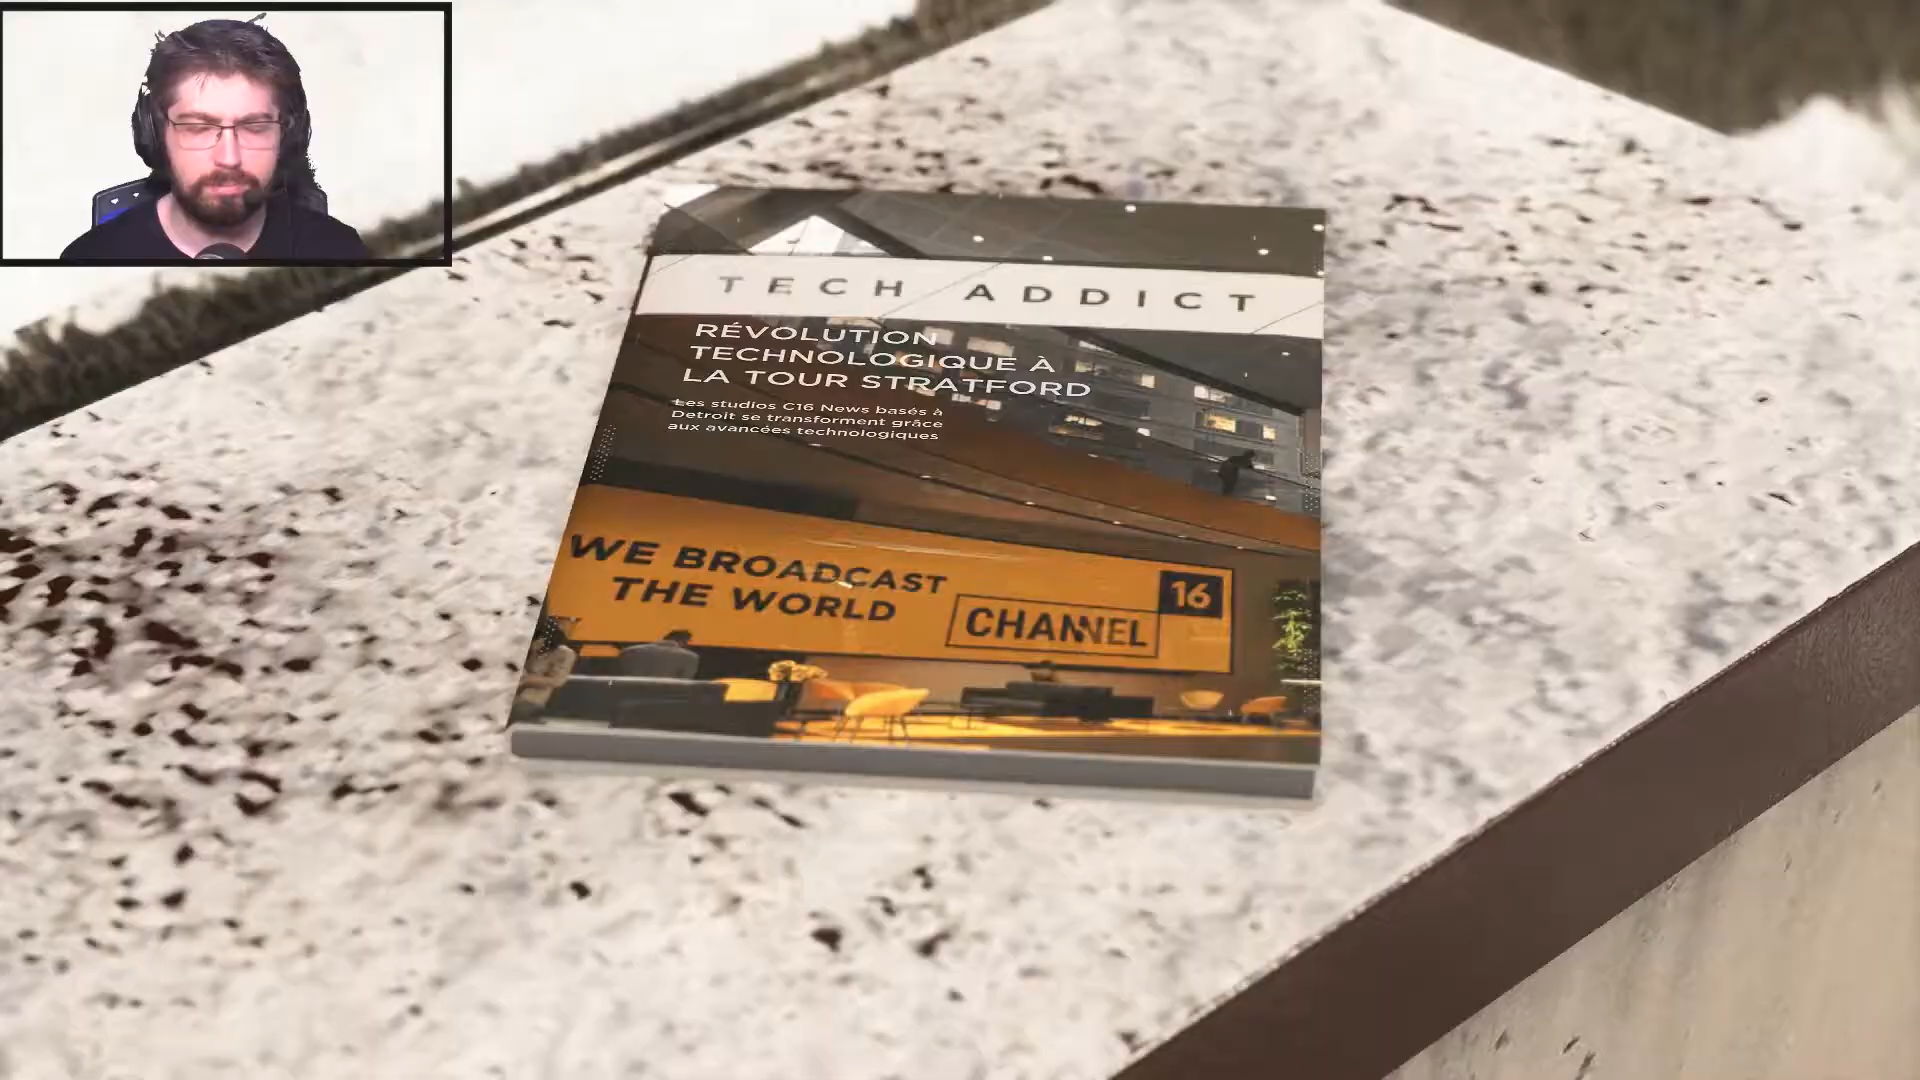 TECH ADDICT
RÉVOLUTION
TECHNOLOGIQUE À
LA TOUR STRATFORD
Les studios C16 News basés à
Detroit se transforment grâce
aux avancées technologiques
WE BROADCAST
THE WORLD
CHANNEL
16